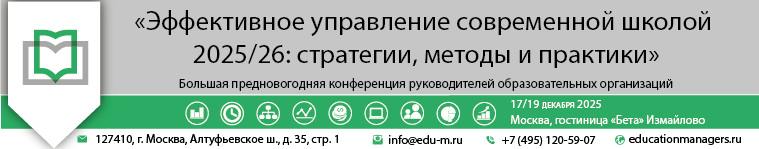 «Эффективное управление современной школой
2025/26: стратегии, методы и практики»
Большая предновогодняя конференция руководителей образовательных организаций
17/19 ДЕКАБРЯ 2025
Москва, гостиница «Бета» Измайлово
127410, г. Москва, Алтуфьевское ш., д. 35, стр. 1 info@edu-m.ru +7 (495) 120-59-07 educationmanagers.ru